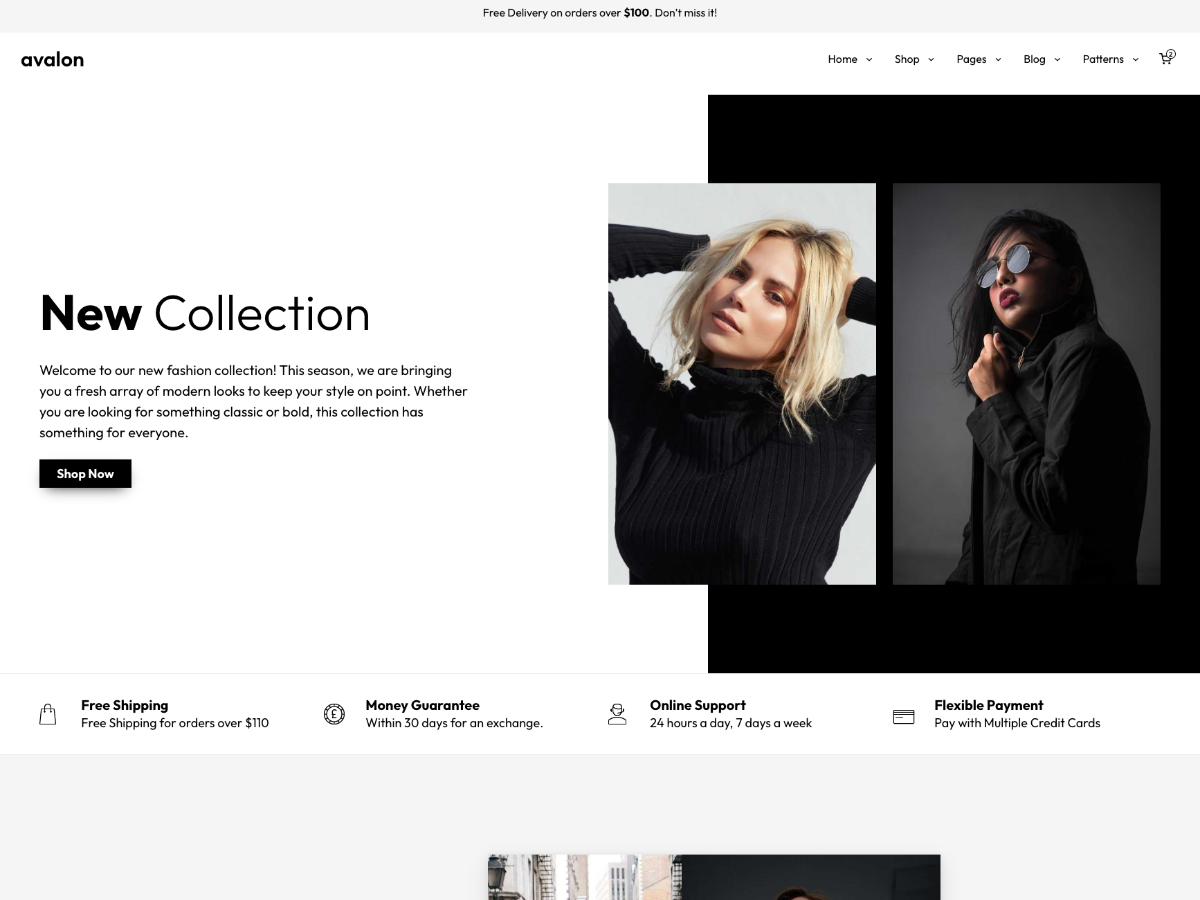 Free Delivery on orders over $100. Don't miss it!
avalon
Home Shop Pages Blog Patterns 2
New Collection
Welcome to our new fashion collection! This season, we are bringing
you a fresh array of modern looks to keep your style on point. Whether
you are looking for something classic or bold, this collection has
something for everyone.
Shop Now
£
Free Shipping
Free Shipping for orders over $110
Money Guarantee
Within 30 days for an exchange.
Online Support
24 hours a day, 7 days a week
Flexible Payment
Pay with Multiple Credit Cards